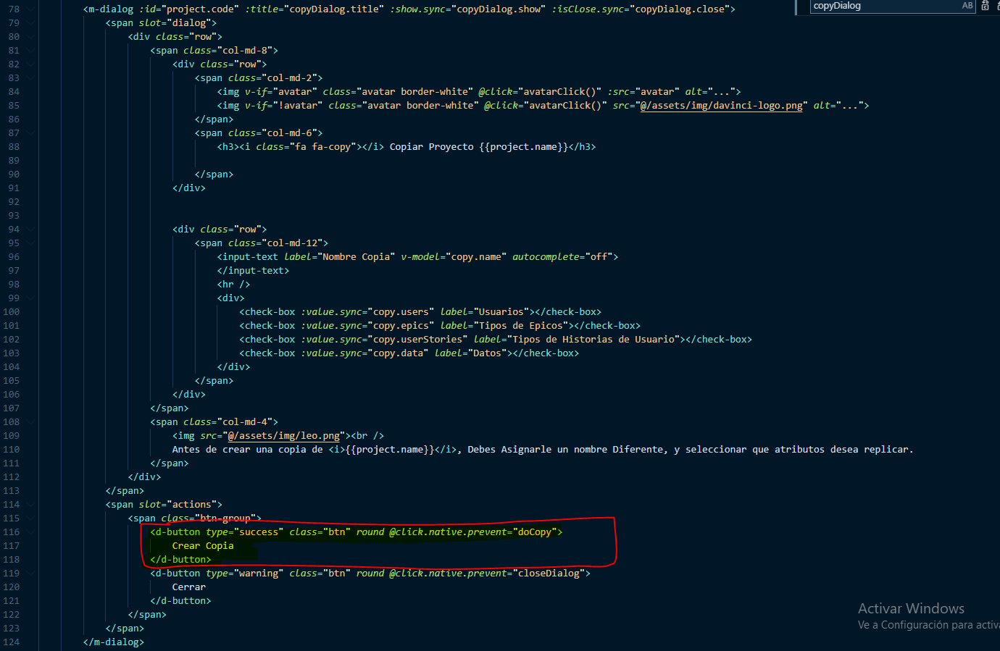 copyDialog AB
78 <m-dialog :id="project.code" :title="copyDialog.title" :show.sync="copyDialog.show" :isClose.sync="copyDialog.close">
79 <span slot="dialog">
80 <div class="row">
81 <span class="col-md-8">
82 <div class="row">
83 <span class="col-md-2">
84 <img v-if="avatar" class="avatar border-white" @click="avatarClick()" :src="avatar" alt="...">
85 <img v-if="!avatar" class="avatar border-white" @click="avatarClick()" src="@/assets/img/davinci-logo.png" alt="...">
86 </span>
87 <span class="col-md-6">
88 <h3><i class="fa fa-copy"></i> Copiar Proyecto {{project.name}}</h3>
89
90 </span>
91 </div>
92
93
94 <div class="row">
95 <span class="col-md-12">
96 <input-text label="Nombre Copia" v-model="copy.name" autocomplete="off">
97 </input-text>
98 <hr />
99 <div>
100 <check-box :value.sync="copy.users" label="Usuarios"></check-box>
101 <check-box :value.sync="copy.epics" label="Tipos de Epicos"></check-box>
102 <check-box :value.sync="copy.userStories" label="Tipos de Historias de Usuario"></check-box>
103 <check-box :value.sync="copy.data" label="Datos"></check-box>
104 </div>
105 </span>
106 </div>
107 </span>
108 <span class="col-md-4">
109 <img src="@/assets/img/leo.png"><br />
110 Antes de crear una copia de <i>{{project.name}}</i>, Debes Asignarle un nombre Diferente, y seleccionar que atributos desea replicar.
111 </span>
112 </div>
113 </span>
114 <span slot="actions">
115 <span class="btn-group">
116 <d-button type="success" class="btn" round @click.native.prevent="doCopy">
117 Crear Copia
118 </d-button>
119 <d-button type="warning" class="btn" round @click.native.prevent="closeDialog">
120 Cerrar
121 </d-button>
122 </span>
123 </span>
124 </m-dialog>
Activar Windows
Ve a Configuración para activa